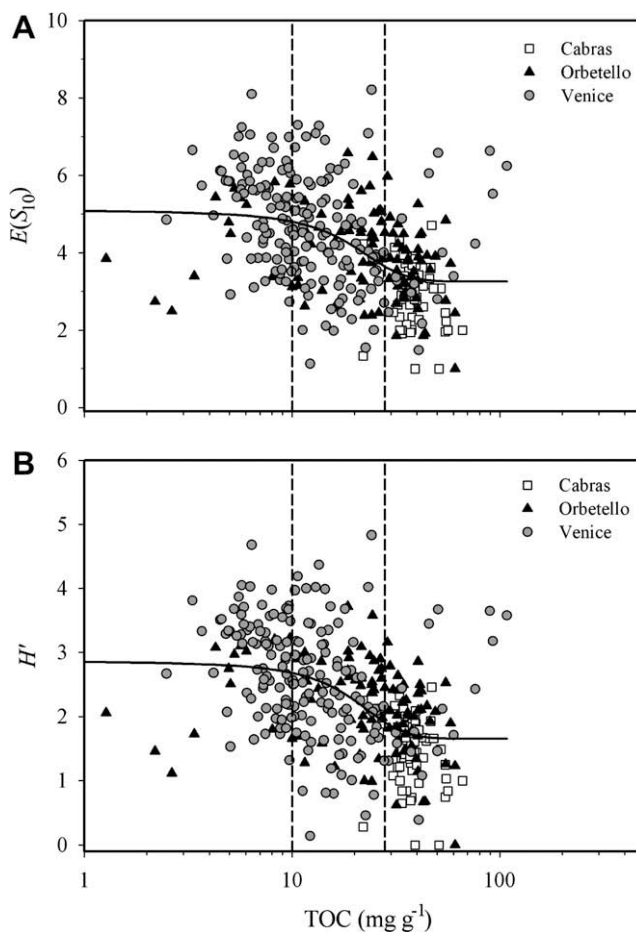 A
10
8
6
4
2
0
E(S10)
Cabras
Orbetello
Venice
B
6
5
4
3
2
1
0
H'
Cabras
Orbetello
Venice
1
10
100
TOC (mg g-1)